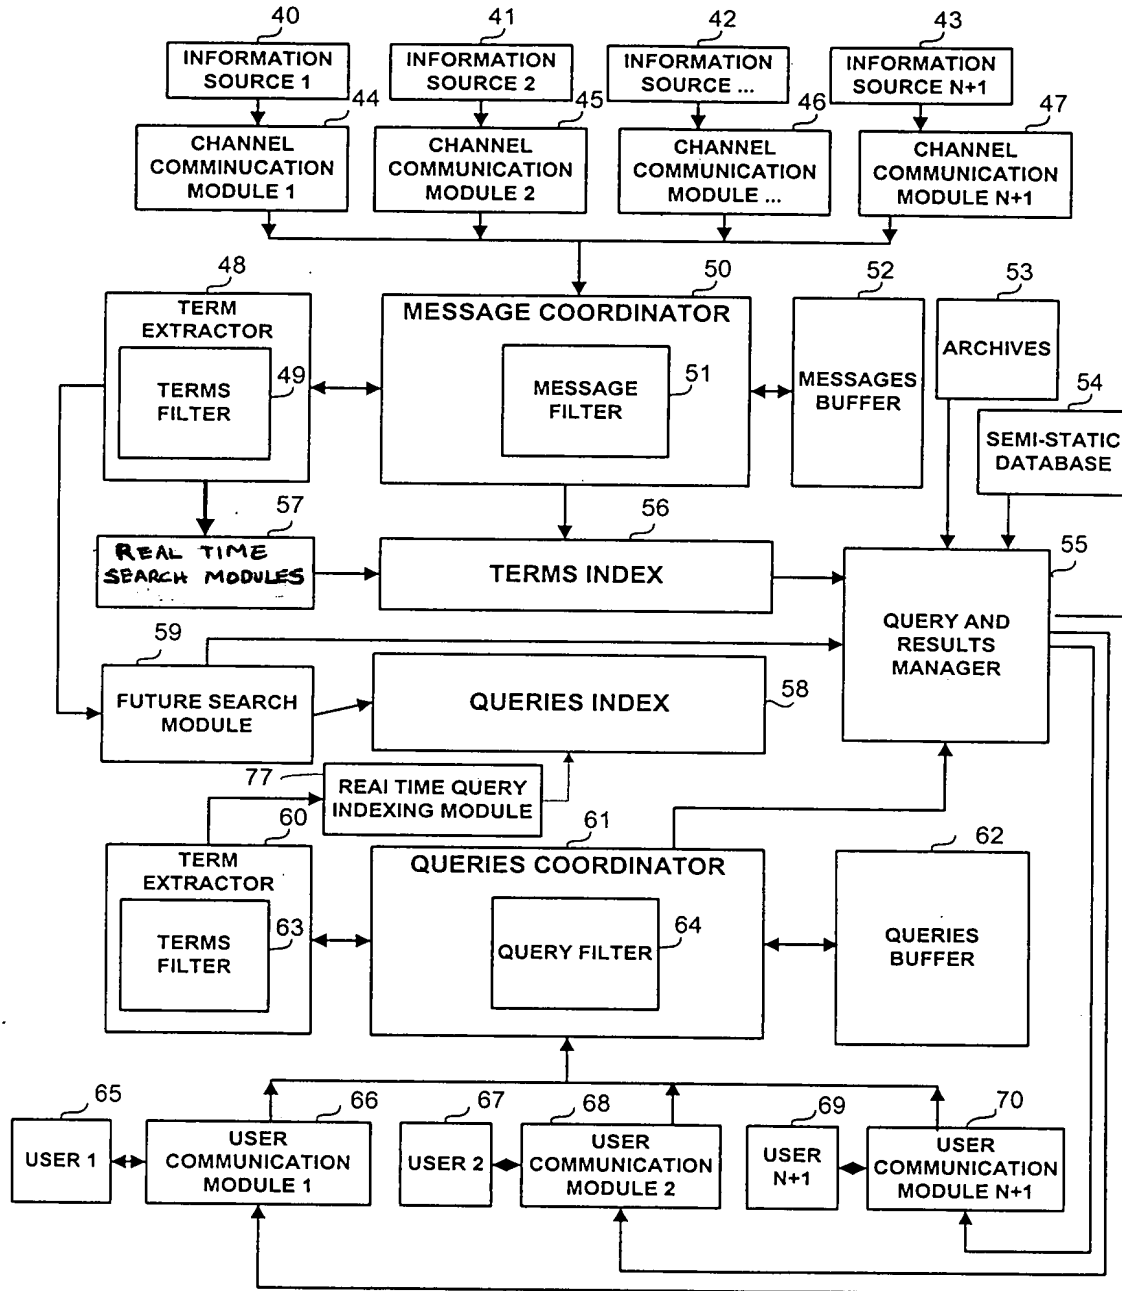 40
41
42
43
INFORMATION
SOURCE 1
INFORMATION
SOURCE 2
INFORMATION
SOURCE ...
INFORMATION
SOURCE N+1
44
45
46
47
CHANNEL
COMMINUCATION
MODULE 1
CHANNEL
COMMUNICATION
MODULE 2
CHANNEL
COMMUNICATION
MODULE ...
CHANNEL
COMMUNICATION
MODULE N+1
48
50
52
53
TERM
EXTRACTOR
TERMS
FILTER
49
MESSAGE COORDINATOR
MESSAGE
FILTER
51
MESSAGES
BUFFER
ARCHIVES
54
SEMI-STATIC
DATABASE
57
56
55
REAL TIME
SEARCH MODULES
TERMS INDEX
QUERY AND
RESULTS
MANAGER
59
FUTURE SEARCH
MODULE
QUERIES INDEX
58
77
REAI TIME QUERY
INDEXING MODULE
60
61
62
TERM
EXTRACTOR
TERMS
FILTER
63
QUERIES COORDINATOR
QUERY FILTER
64
QUERIES
BUFFER
65
66
67
68
69
70
USER 1
USER
COMMUNICATION
MODULE 1
USER 2
USER
COMMUNICATION
MODULE 2
USER
N+1
USER
COMMUNICATION
MODULE N+1